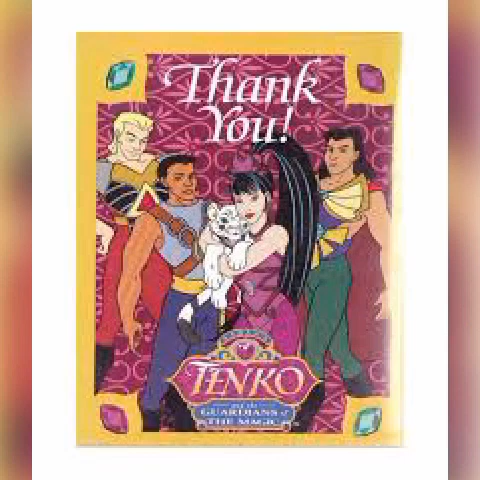 Thank
You!
TENKO
and the
GUARDIANS of
THE MAGIC